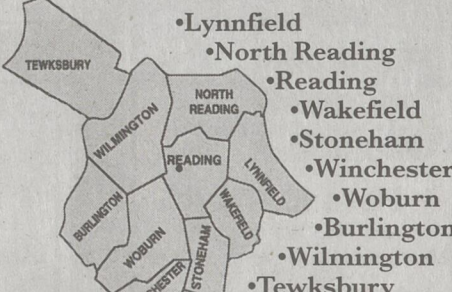 •Lynnfield
•North Reading
•Reading
•Wakefield
•Stoneham
•Winchester
•Woburn
•Burlington
•Wilmington
•Tewksbury
TEWKSBURY
WILMINGTON
NORTH
READING
READING
LYNNFIELD
BURLINGTON
WAKEFIELD
WOBURN
STONEHAM
CHESTER